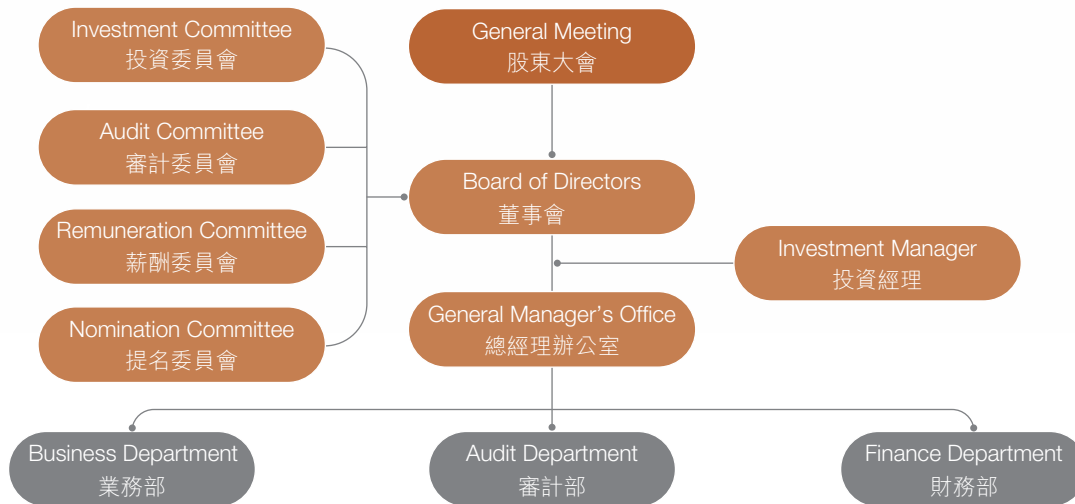 Investment Committee
投資委員會
General Meeting
股東大會
Audit Committee
審計委員會
Board of Directors
董事會
Remuneration Committee
薪酬委員會
Investment Manager
投資經理
General Manager’s Office
總經理辦公室
Nomination Committee
提名委員會
Business Department
業務部
Audit Department
審計部
Finance Department
財務部